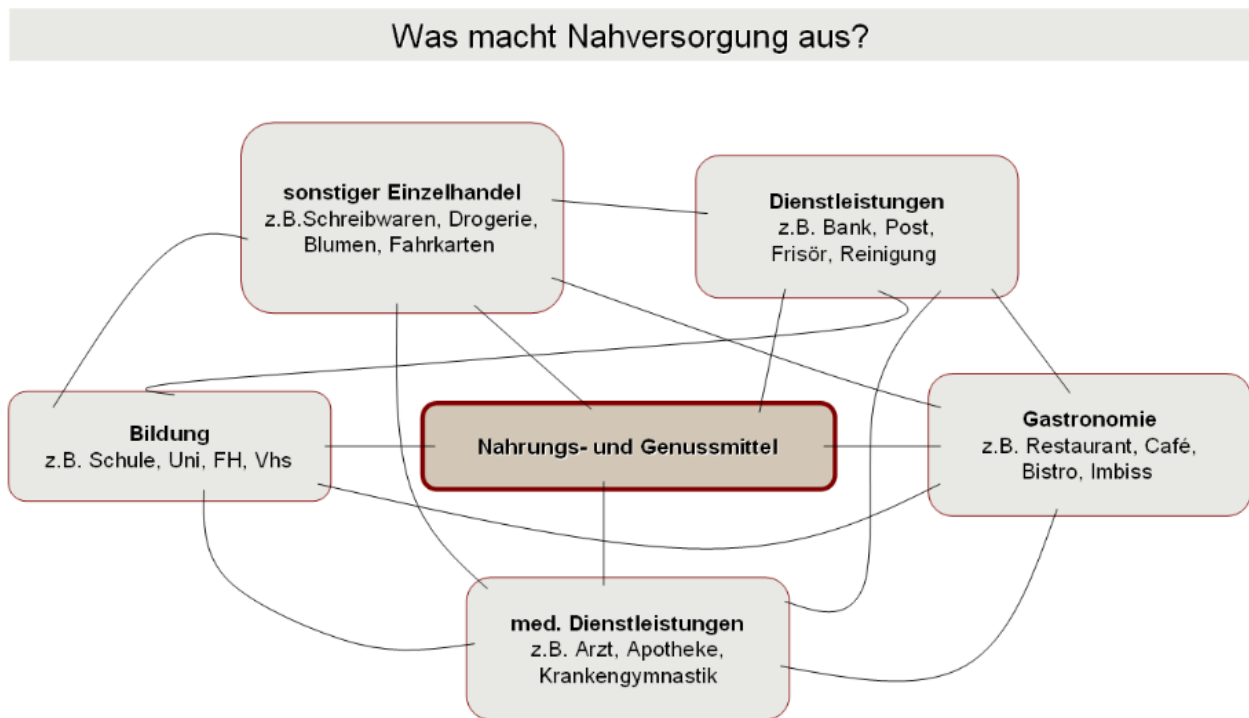 Was macht Nahversorgung aus?
sonstiger Einzelhandel
z.B.Schreibwaren, Drogerie,
Blumen, Fahrkarten
Dienstleistungen
z.B. Bank, Post,
Frisör, Reinigung
Bildung
z.B. Schule, Uni, FH, Vhs
Nahrungs- und Genussmittel
Gastronomie
z.B. Restaurant, Café,
Bistro, Imbiss
med. Dienstleistungen
z.B. Arzt, Apotheke,
Krankengymnastik